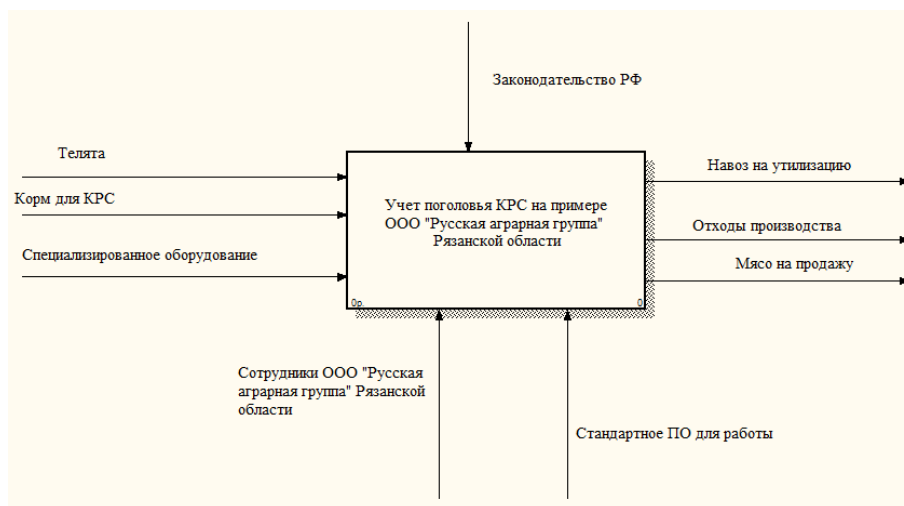 Законодательство РФ
Телята
Навоз на утилизацию
Корм для КРС
Учет поголовья КРС на примере
ООО "Русская аграрная группа"
Рязанской области
Отходы производства
Специализированное оборудование
Мясо на продажу
0р.
0
Сотрудники ООО "Русская
аграрная группа" Рязанской
области
Стандартное ПО для работы